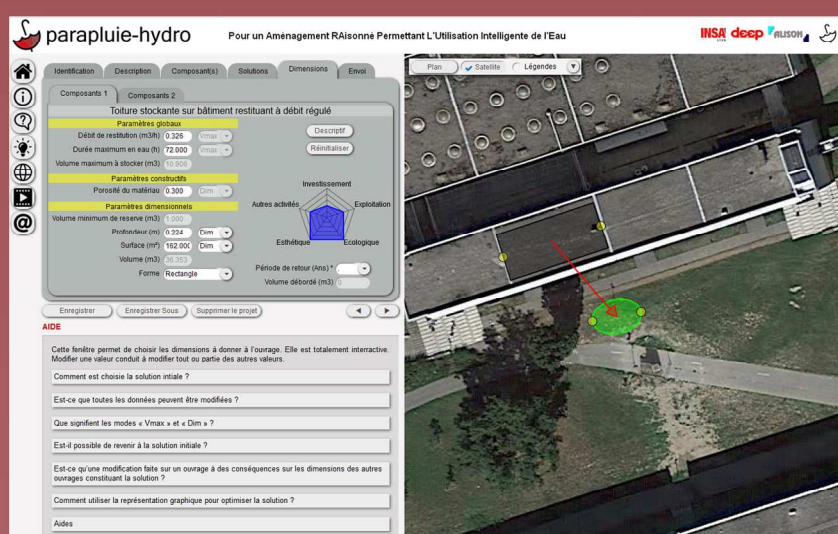 parapluie-hydro
Pour un Aménagement RAisonné Permettant L'Utilisation Intelligente de l'Eau
INSA deep ALISON
Identification Description Composant(s) Solutions Dimensions Envoi
Plan Satellite Légendes
Composants 1 Composants 2
Toiture stockante sur bâtiment restituant à débit régulé
Paramètres globaux
Débit de restitution (m3/h) 0.326 Vmax
Descriptif
Durée maximum en eau (h) 72.000 Vmax
Réinitialiser
Volume maximum à stocker (m3) 10.906
Paramètres constructifs
Porosité du matériau 0.300 Dim
Paramètres dimensionnels
Volume minimum de reserve (m3) 1.000
Profondeur (m) 0.224 Dim
Surface (m²) 162.000 Dim
Volume (m3) 36.353
Forme Rectangle
Investissement
Autres activités Exploitation
Esthétique Ecologique
Période de retour (Ans) *
Volume débordé (m3) 0
Enregistrer Enregistrer Sous Supprimer le projet
AIDE
Cette fenêtre permet de choisir les dimensions à donner à l'ouvrage. Elle est totalement interractive.
Modifier une valeur conduit à modifier tout ou partie des autres valeurs.
Comment est choisie la solution intiale ?
Est-ce que toutes les données peuvent être modifiées ?
Que signifient les modes « Vmax » et « Dim » ?
Est-il possible de revenir à la solution initiale ?
Est-ce qu'une modification faite sur un ouvrage à des conséquences sur les dimensions des autres
ouvrages constituant la solution ?
Comment utiliser la représentation graphique pour optimiser la solution ?
Aides